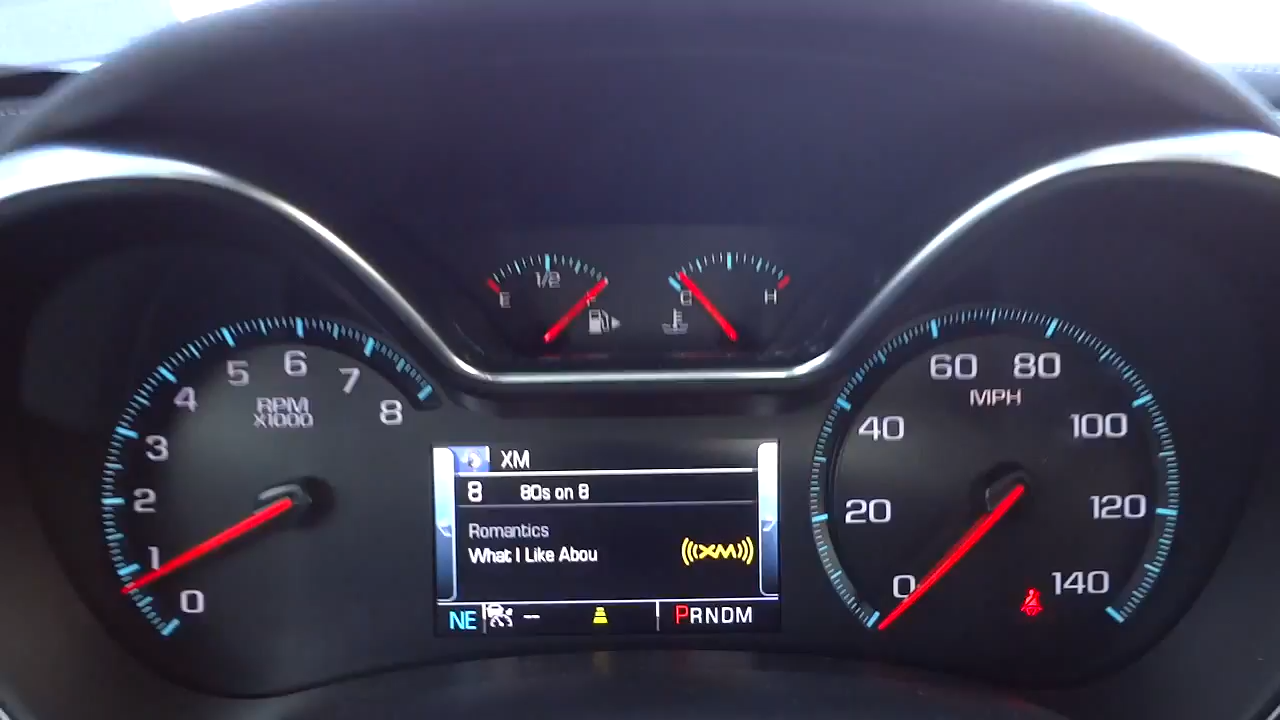 E 1/2 F
C H
0 1 2 3 4 5 6 7 8
RPM
X1000
XM
8 80s on 8
Romantics
What I Like Abou
XM
NE -- PRNDM
0 20 40 60 80 100 120 140
MPH